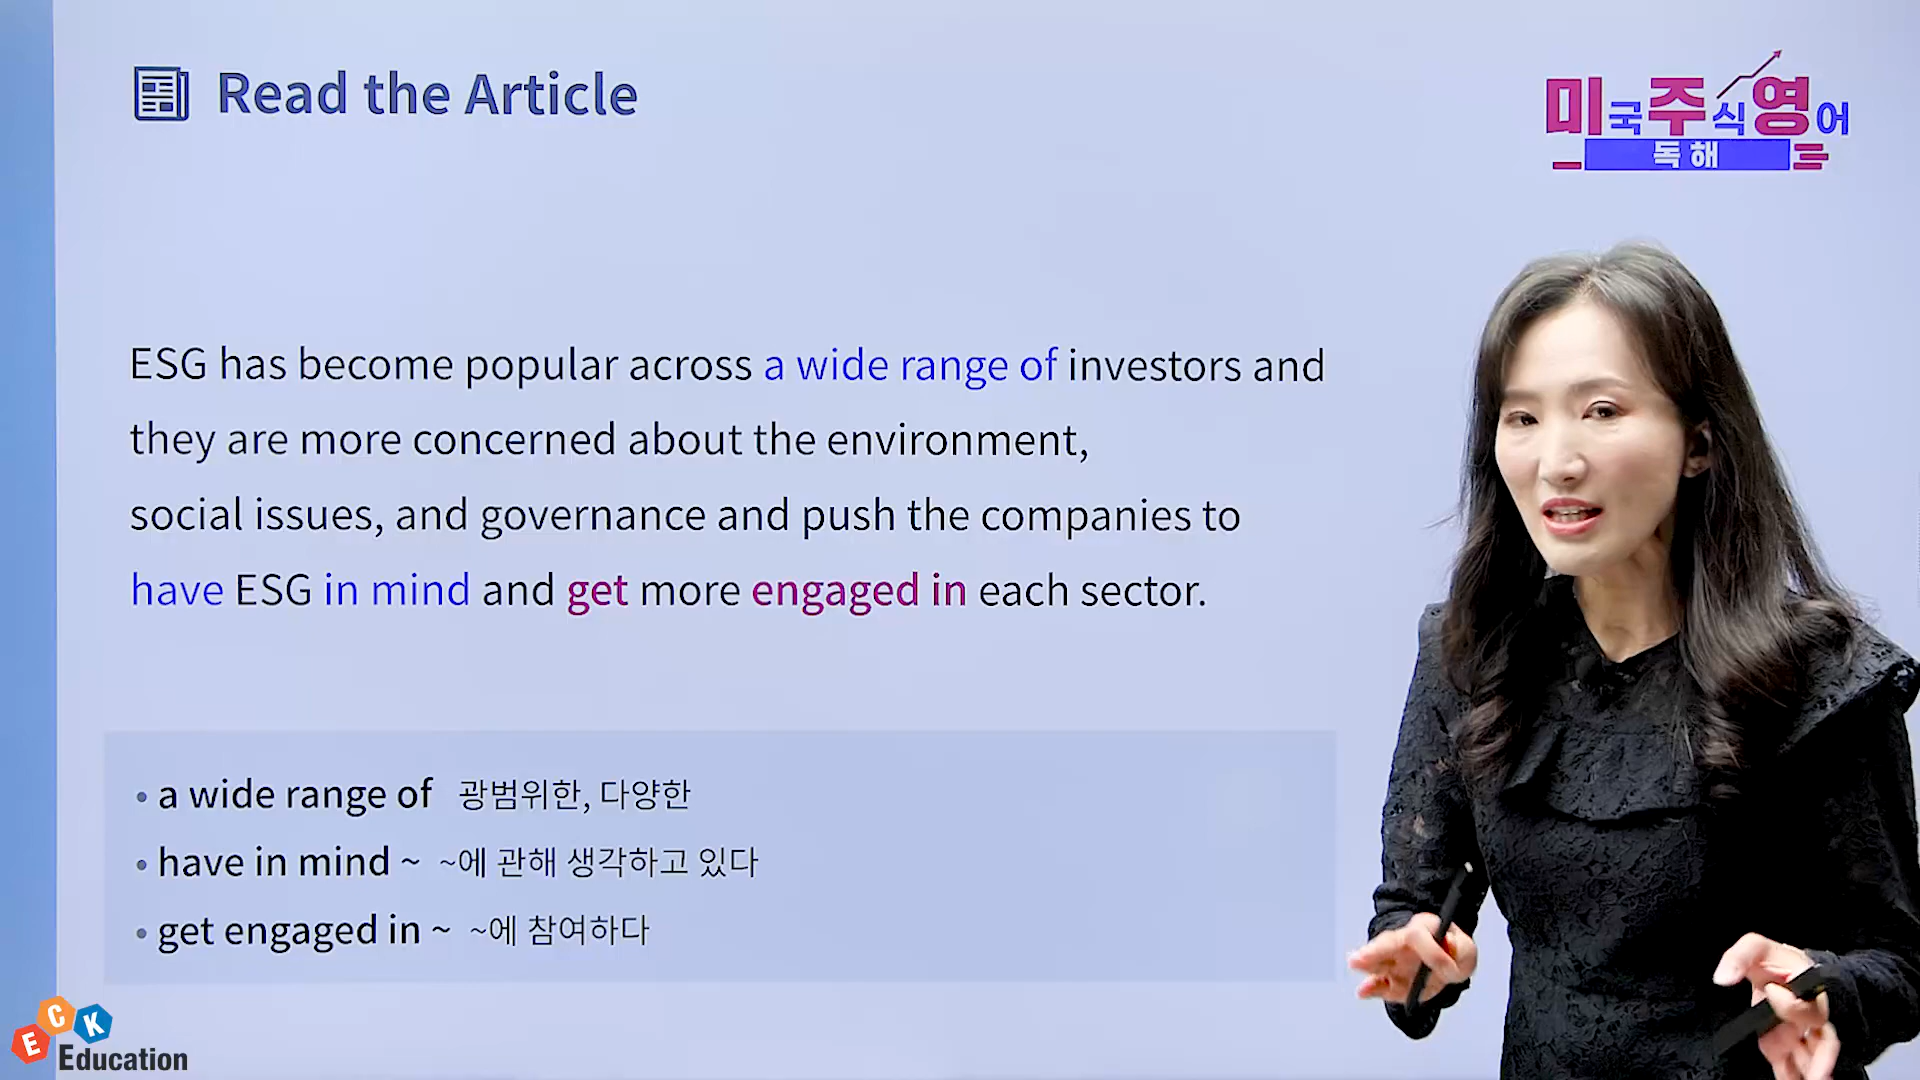 Read the Article
미국주식영어
독해
ESG has become popular across a wide range of investors and
they are more concerned about the environment,
social issues, and governance and push the companies to
have ESG in mind and get more engaged in each sector.
• a wide range of 광범위한, 다양한
• have in mind ~ ~에 관해 생각하고 있다
• get engaged in ~ ~에 참여하다
ECK
Education